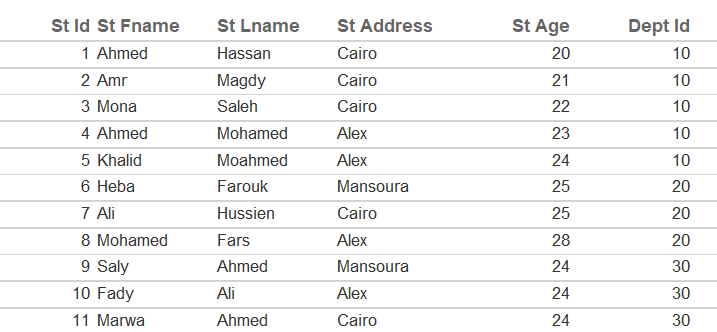 St Id St Fname St Lname St Address St Age Dept Id
1 Ahmed Hassan Cairo 20 10
2 Amr Magdy Cairo 21 10
3 Mona Saleh Cairo 22 10
4 Ahmed Mohamed Alex 23 10
5 Khalid Moahmed Alex 24 10
6 Heba Farouk Mansoura 25 20
7 Ali Hussien Cairo 25 20
8 Mohamed Fars Alex 28 20
9 Saly Ahmed Mansoura 24 30
10 Fady Ali Alex 24 30
11 Marwa Ahmed Cairo 24 30